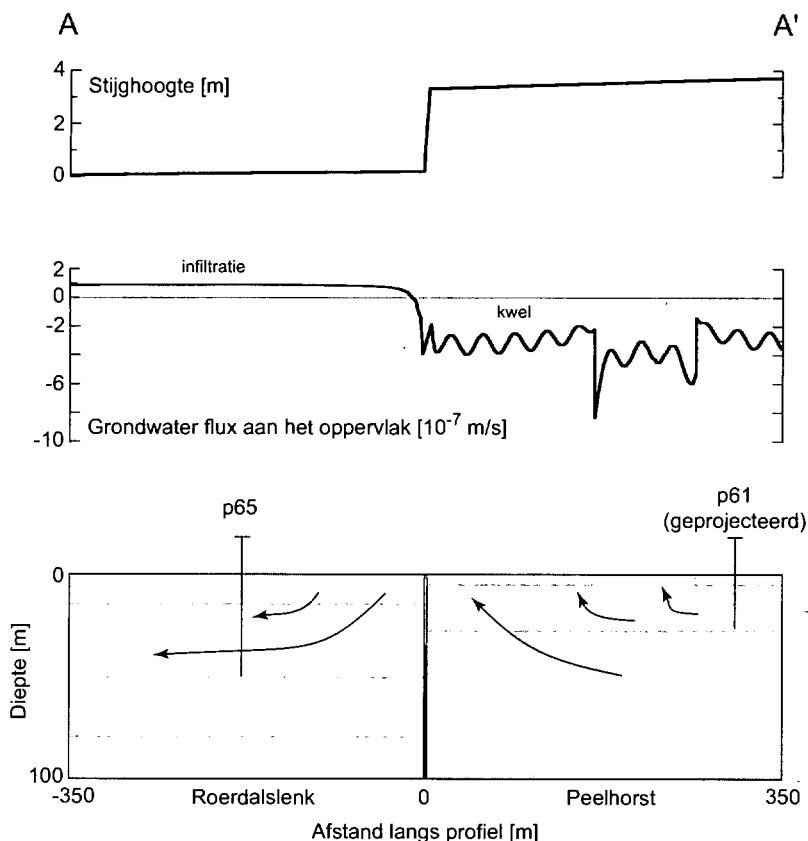 A A'
Stijghoogte [m]
4
2
0
infiltratie
kwel
2
0
-2
-6
-10
Grondwater flux aan het oppervlak [10⁻⁷ m/s]
p65
p61
(geprojecteerd)
0
Diepte [m]
100
-350 Roerdalslenk 0 Peelhorst 350
Afstand langs profiel [m]